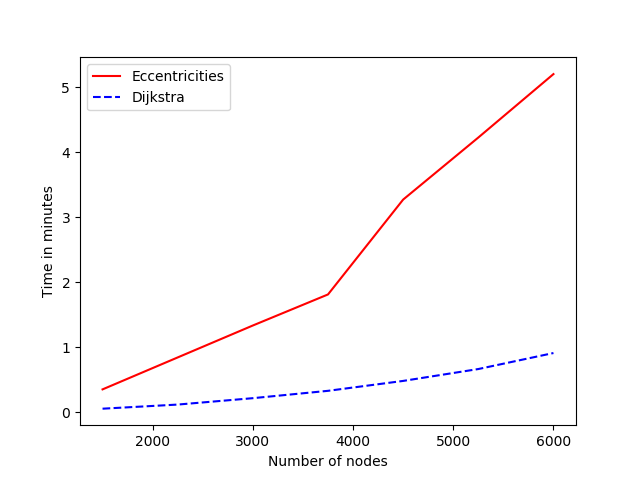 Eccentricities
Dijkstra
5
4
3
2
1
0
Time in minutes
2000 3000 4000 5000 6000
Number of nodes